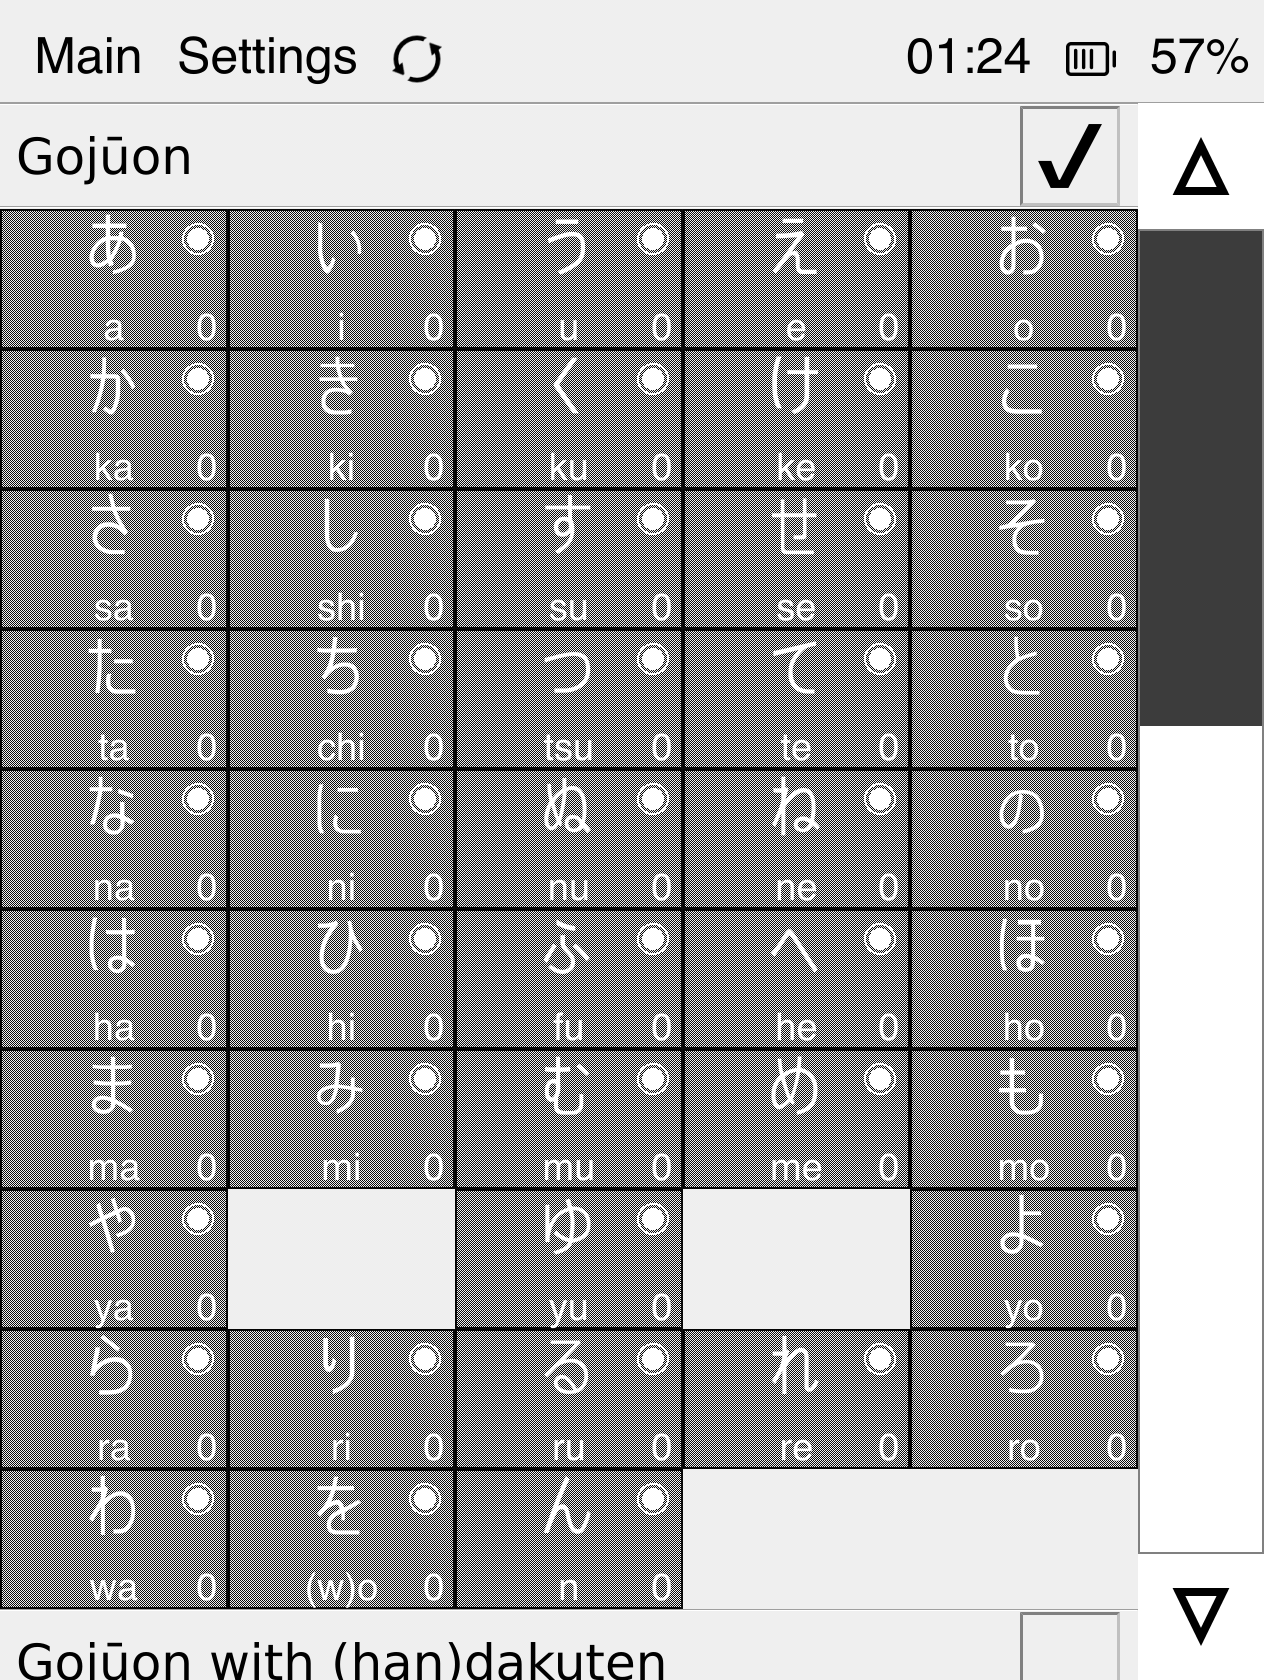 Main Settings 01:24 57%
Gojūon
あ い う え お
a 0 i 0 u 0 e 0 o 0
か き く け こ
ka 0 ki 0 ku 0 ke 0 ko 0
さ し す せ そ
sa 0 shi 0 su 0 se 0 so 0
た ち つ て と
ta 0 chi 0 tsu 0 te 0 to 0
な に ぬ ね の
na 0 ni 0 nu 0 ne 0 no 0
は ひ ふ へ ほ
ha 0 hi 0 fu 0 he 0 ho 0
ま み む め も
ma 0 mi 0 mu 0 me 0 mo 0
や ゆ よ
ya 0 yu 0 yo 0
ら り る れ ろ
ra 0 ri 0 ru 0 re 0 ro 0
わ を ん
wa 0 (w)o 0 n 0
Gojūon with (han)dakuten